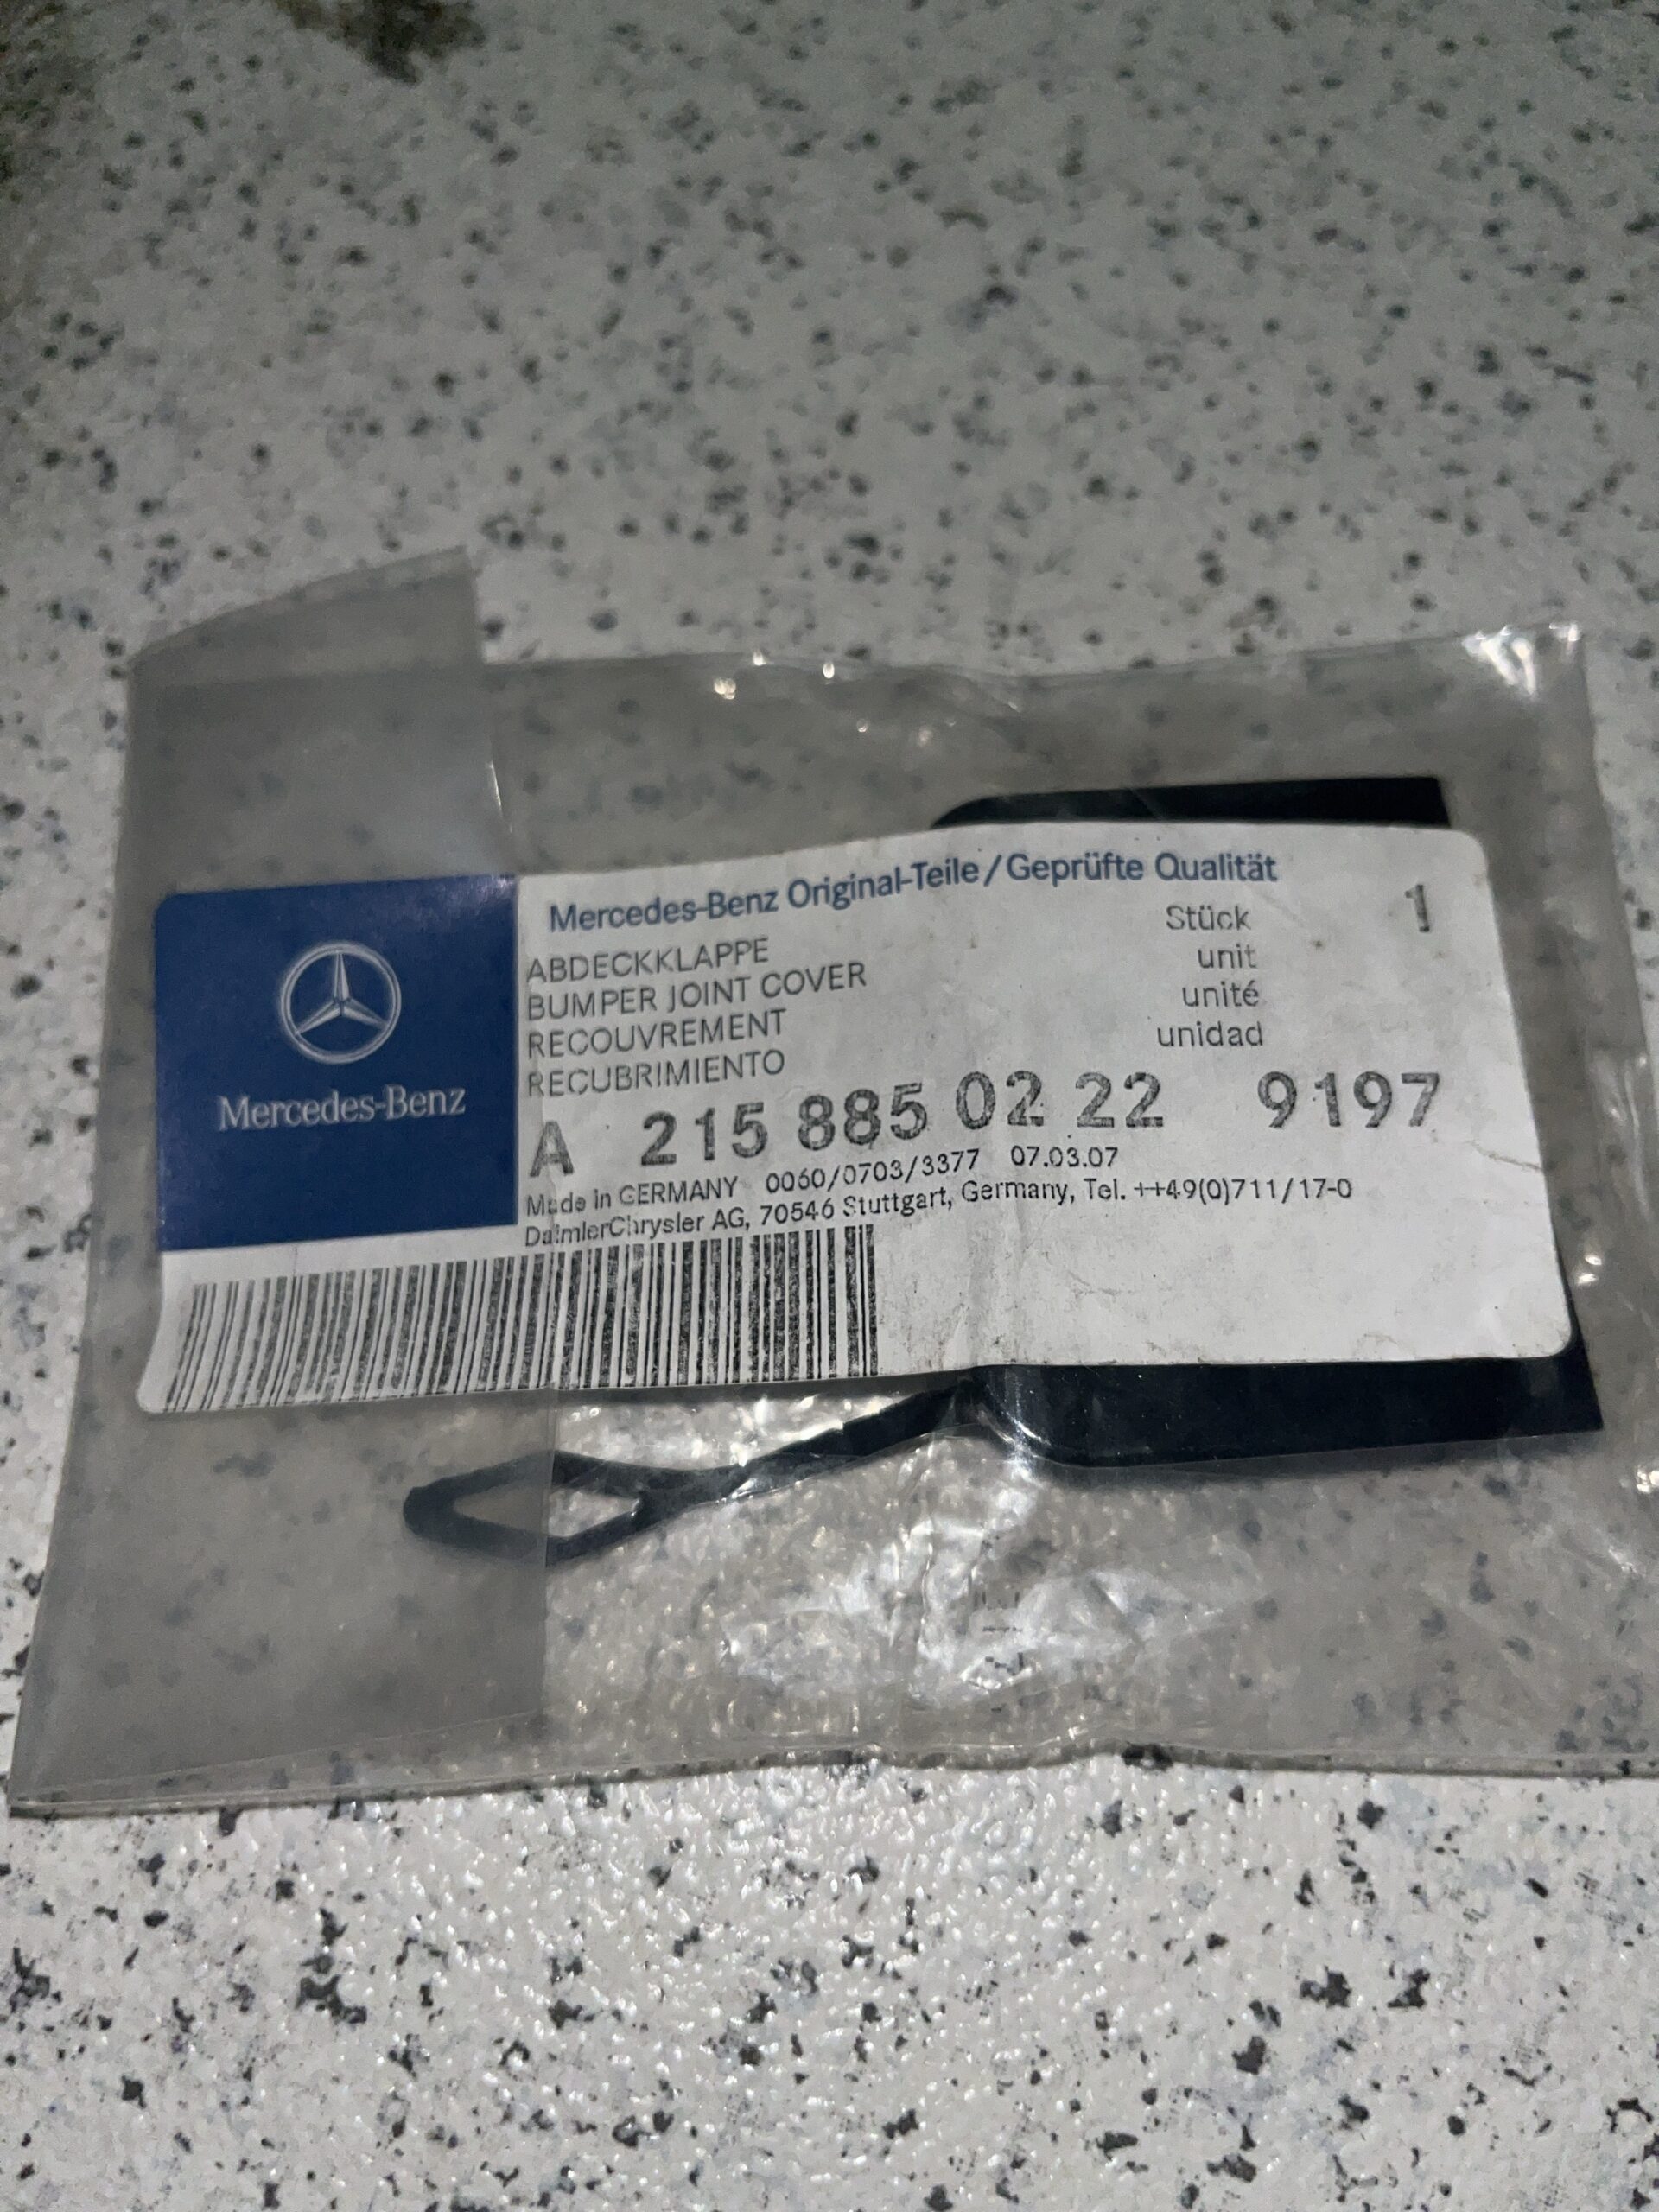 Mercedes-Benz
Mercedes-Benz Original-Teile/Geprüfte Qualität
ABDECKKLAPPE Stück 1
BUMPER JOINT COVER unit
RECOUVREMENT unité
RECUBRIMIENTO unidad
A 215 885 02 22 9197
Made in GERMANY 0060/0703/3377 07.03.07
DaimlerChrysler AG, 70546 Stuttgart, Germany, Tel. ++49(0)711/17-0